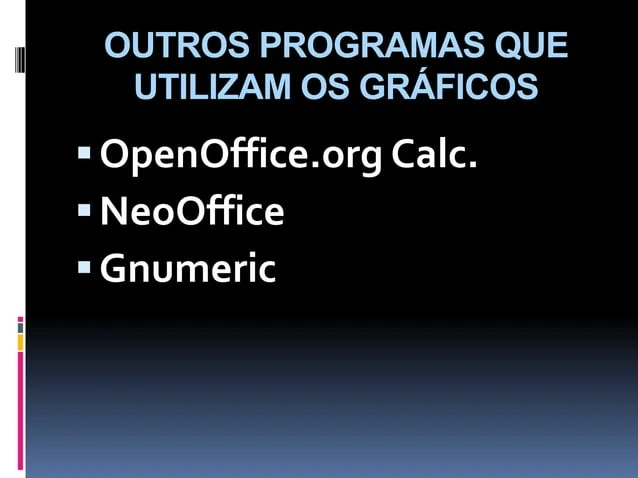 OUTROS PROGRAMAS QUE
UTILIZAM OS GRÁFICOS
OpenOffice.org Calc.
NeoOffice
Gnumeric